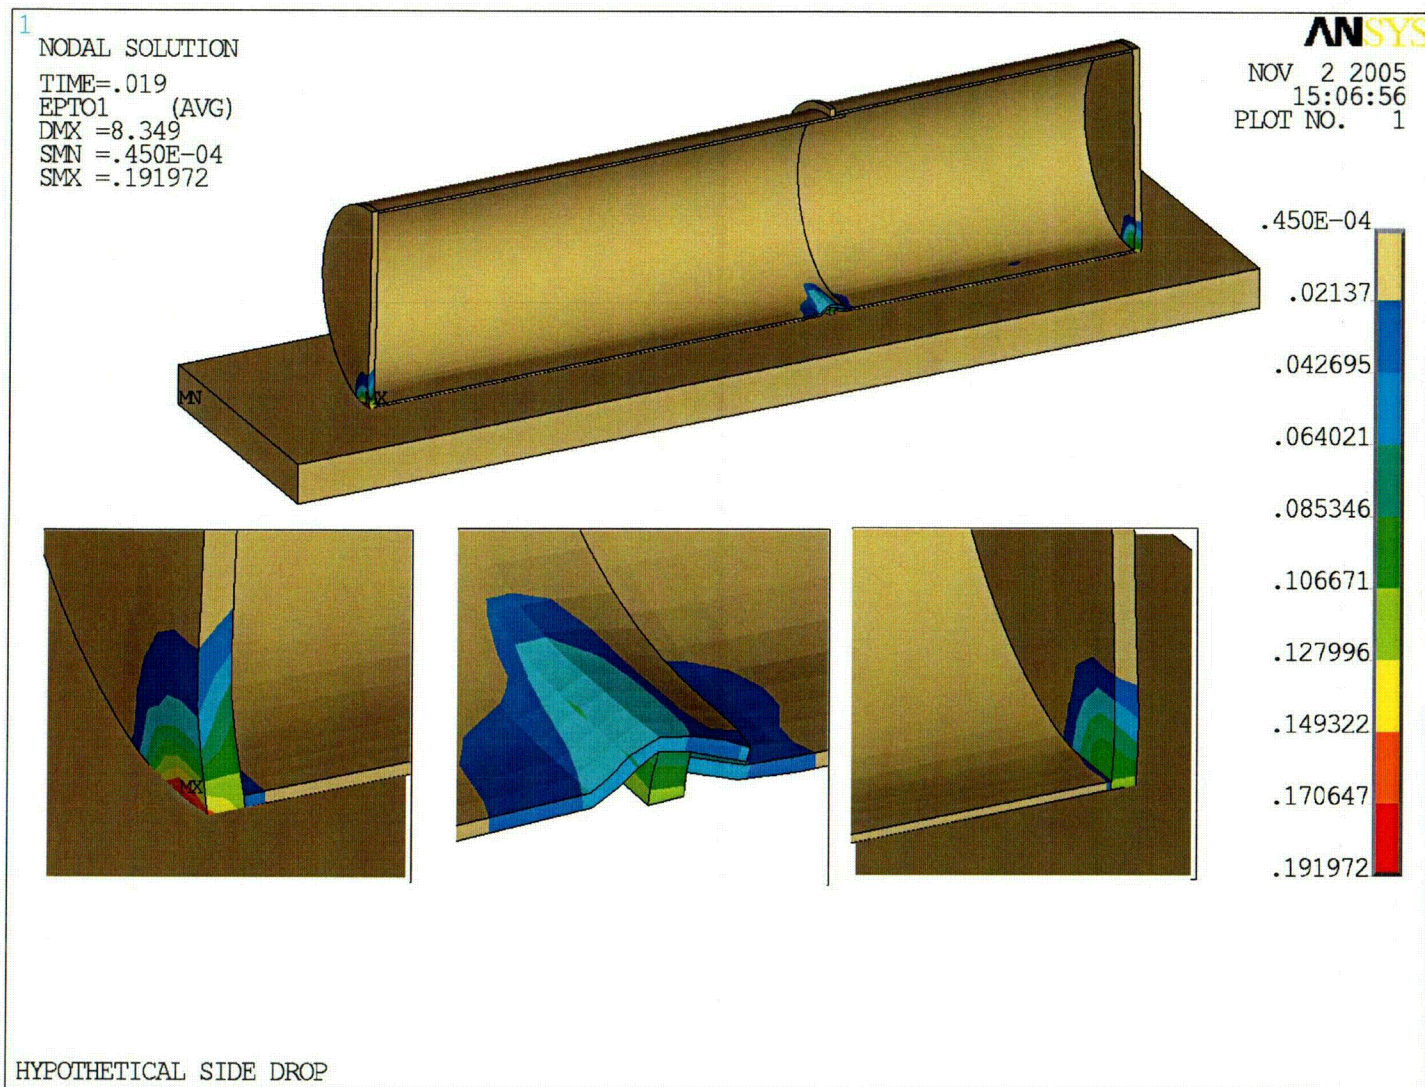 1
NODAL SOLUTION
TIME=.019
EPTO1 (AVG)
DMX =8.349
SMN =.450E-04
SMX =.191972
ANSYS
NOV 2 2005
15:06:56
PLOT NO. 1
MN
MX
.450E-04
.02137
.042695
.064021
.085346
.106671
.127996
.149322
.170647
.191972
MX
HYPOTHETICAL SIDE DROP